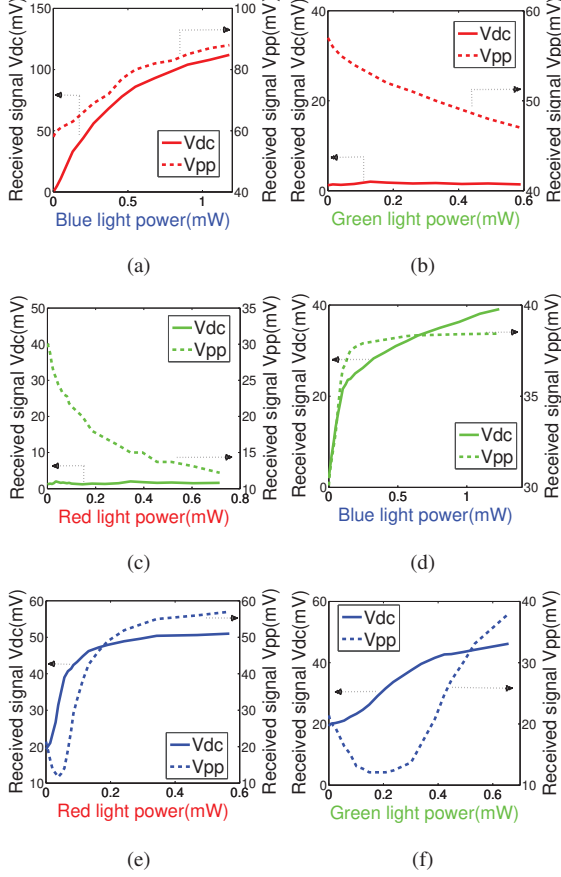 150
100
50
0
Received signal Vdc(mV)
100
80
60
40
Received signal Vpp(mV)
Vdc
Vpp
0
0.5
1
Blue light power(mW)
(a)
40
20
0
Received signal Vdc(mV)
60
50
40
Received signal Vpp(mV)
Vdc
Vpp
0
0.2
0.4
0.6
Green light power(mW)
(b)
50
40
30
20
10
0
Received signal Vdc(mV)
35
30
25
20
15
10
Received signal Vpp(mV)
Vdc
Vpp
0
0.2
0.4
0.6
0.8
Red light power(mW)
(c)
40
20
0
Received signal Vdc(mV)
40
38
35
30
Received signal Vpp(mV)
Vdc
Vpp
0
0.5
1
Blue light power(mW)
(d)
60
50
40
30
20
10
Received signal Vdc(mV)
60
50
40
30
20
10
Received signal Vpp(mV)
Vdc
Vpp
0
0.2
0.4
0.6
Red light power(mW)
(e)
60
40
20
0
Received signal Vdc(mV)
40
30
20
10
Received signal Vpp(mV)
Vdc
Vpp
0
0.2
0.4
0.6
Green light power(mW)
(f)